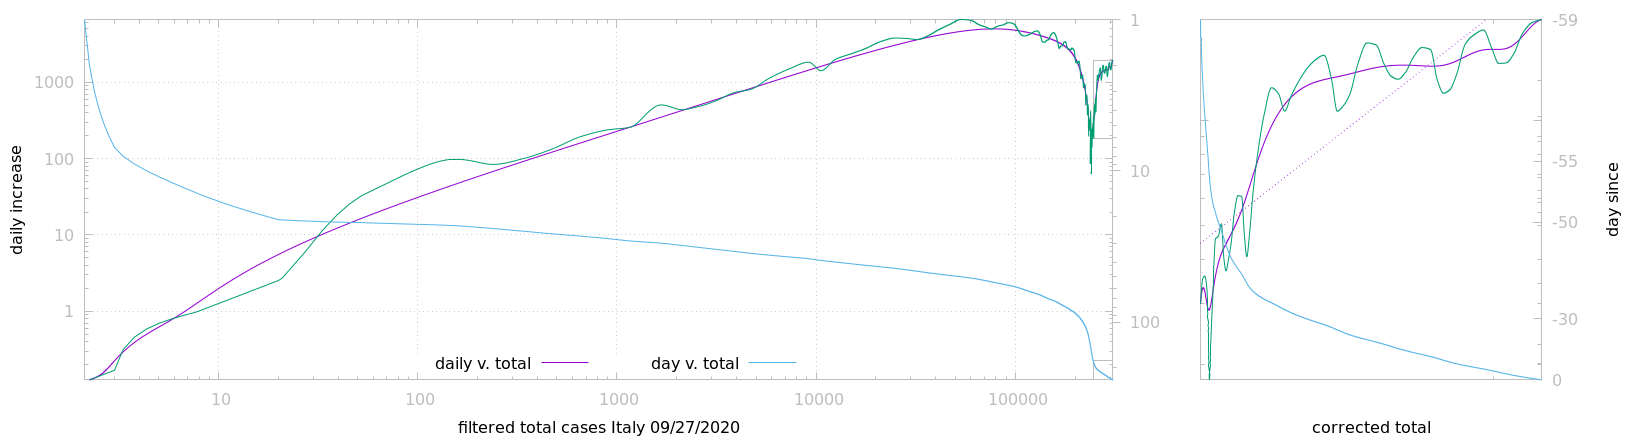 daily increase
1000
100
10
1
10
100
1000
10000
100000
1
10
100
daily v. total
day v. total
filtered total cases Italy 09/27/2020
-59
-55
-50
-30
0
day since
corrected total